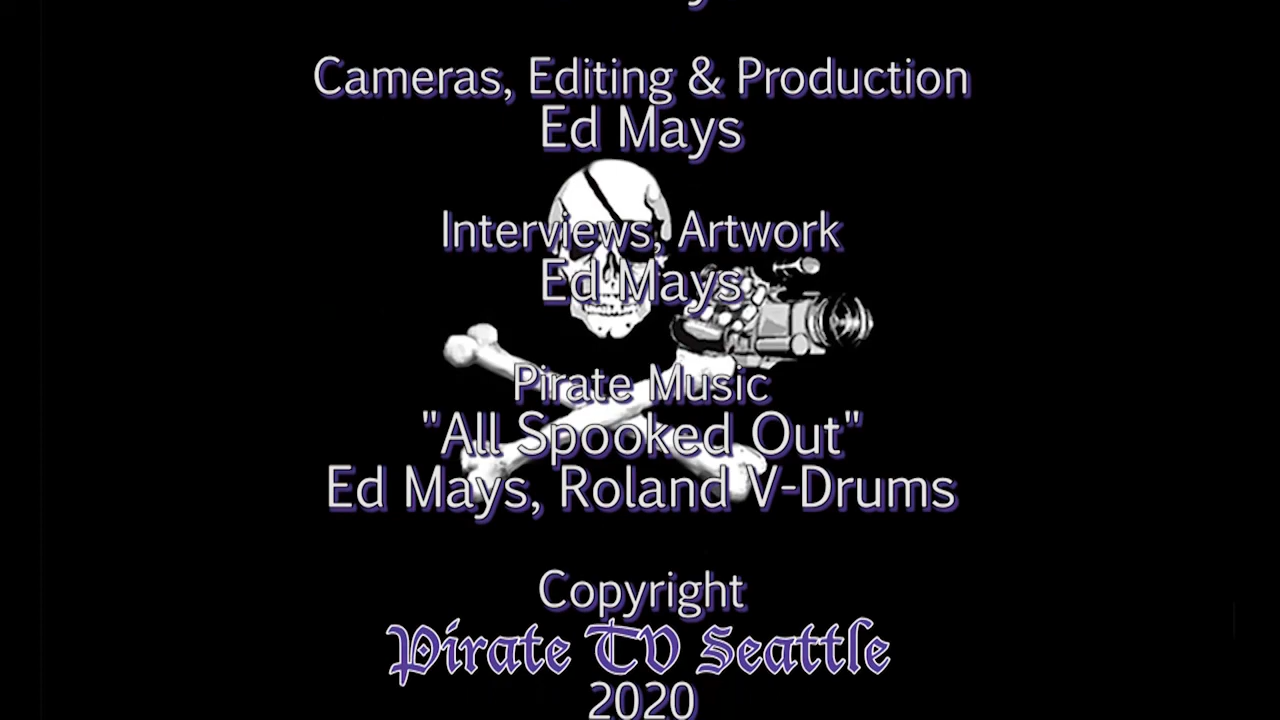 Cameras, Editing & Production
Ed Mays
Interviews, Artwork
Ed Mays
Pirate Music
"All Spooked Out"
Ed Mays, Roland V-Drums
Copyright
Pirate TV Seattle
2020